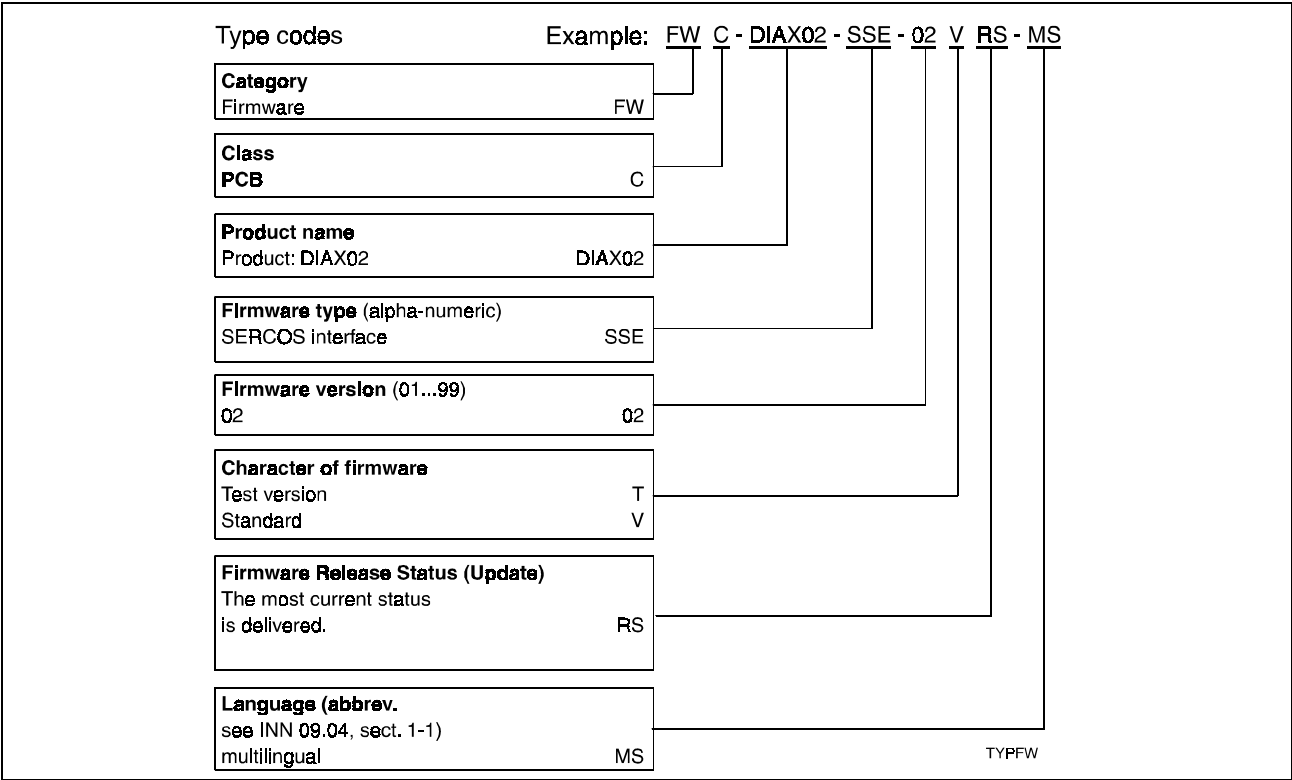 Type codes Example: FW C - DIAX02 - SSE - 02 V RS - MS
Category
Firmware FW
Class
PCB C
Product name
Product: DIAX02 DIAX02
Firmware type (alpha-numeric)
SERCOS interface SSE
Firmware version (01...99)
02 02
Character of firmware
Test version T
Standard V
Firmware Release Status (Update)
The most current status
is delivered. RS
Language (abbrev.
see INN 09.04, sect. 1-1)
multilingual MS
TYPFW